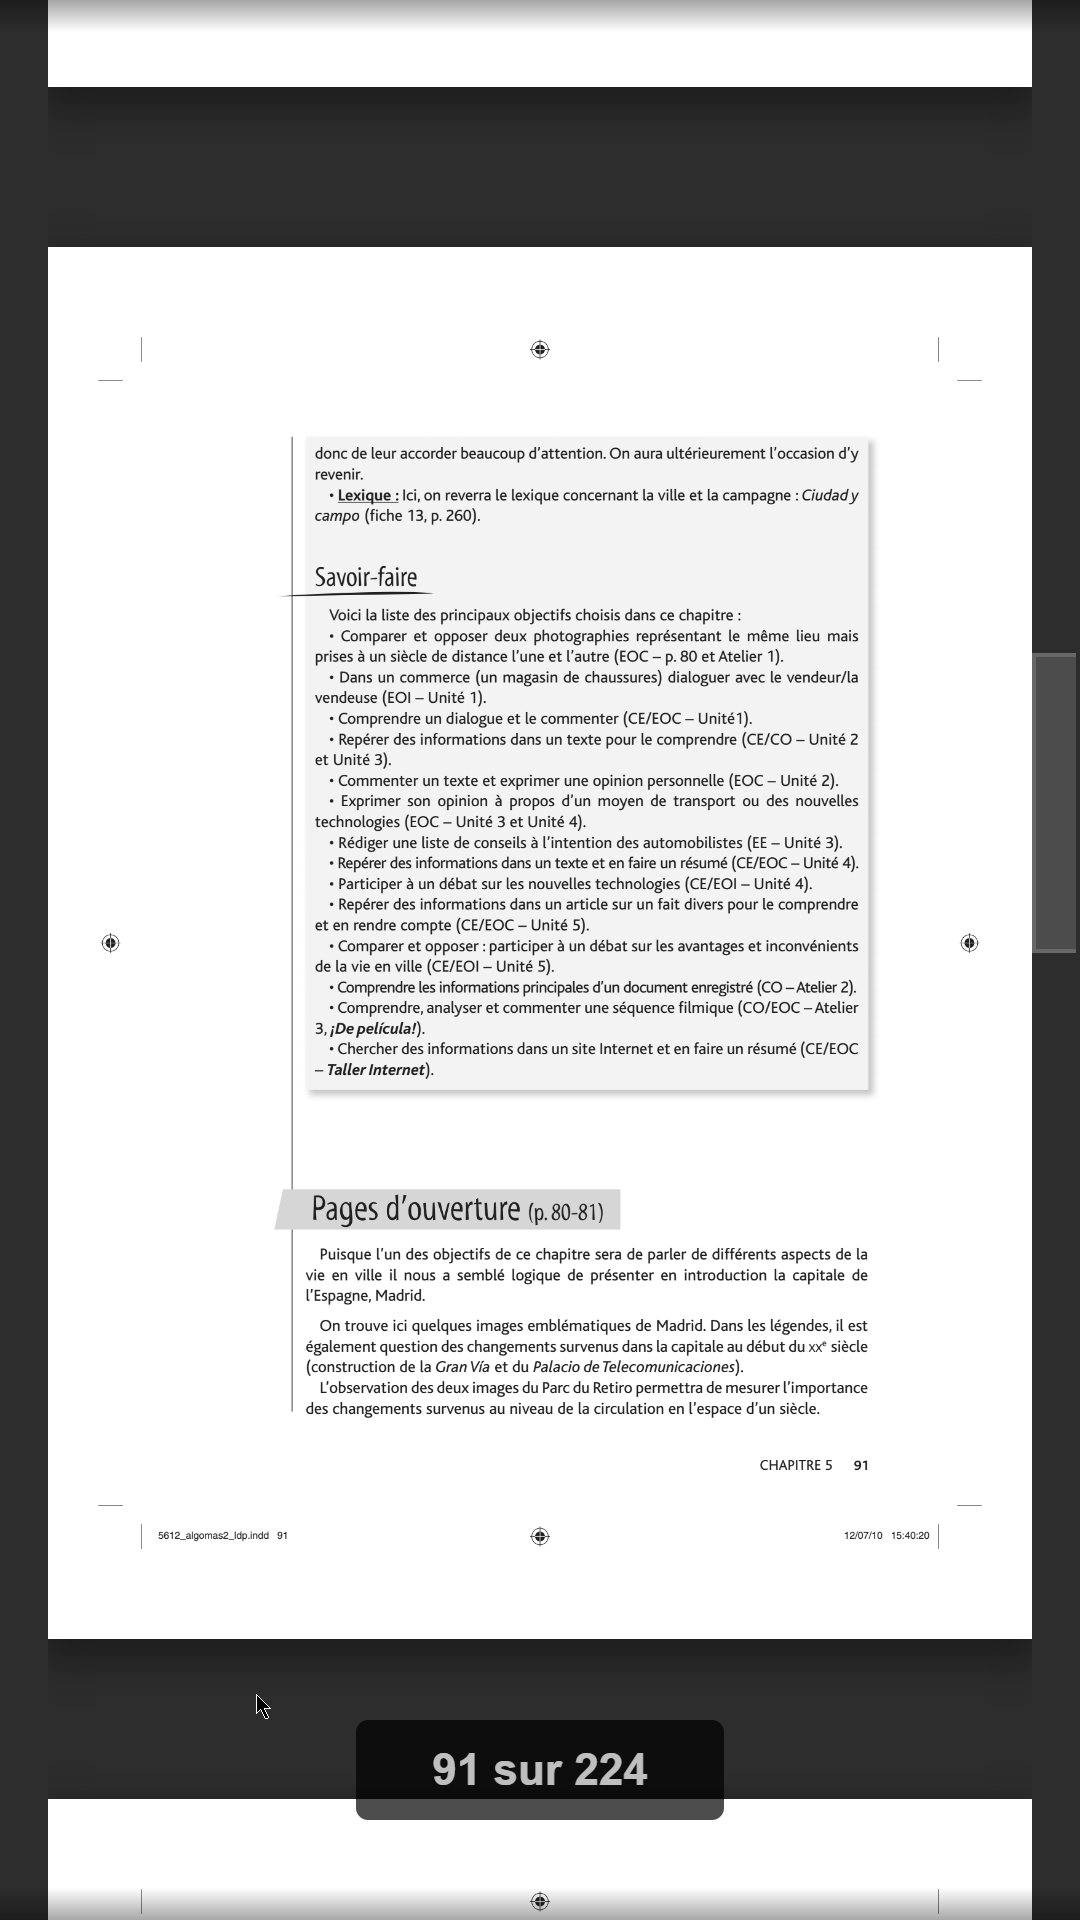 donc de leur accorder beaucoup d’attention. On aura ultérieurement l’occasion d’y
revenir.
• Lexique : Ici, on reverra le lexique concernant la ville et la campagne : Ciudad y
campo (fiche 13, p. 260).
Savoir-faire
Voici la liste des principaux objectifs choisis dans ce chapitre :
• Comparer et opposer deux photographies représentant le même lieu mais
prises à un siècle de distance l’une et l’autre (EOC – p. 80 et Atelier 1).
• Dans un commerce (un magasin de chaussures) dialoguer avec le vendeur/la
vendeuse (EOI – Unité 1).
• Comprendre un dialogue et le commenter (CE/EOC – Unité1).
• Repérer des informations dans un texte pour le comprendre (CE/CO – Unité 2
et Unité 3).
• Commenter un texte et exprimer une opinion personnelle (EOC – Unité 2).
• Exprimer son opinion à propos d’un moyen de transport ou des nouvelles
technologies (EOC – Unité 3 et Unité 4).
• Rédiger une liste de conseils à l’intention des automobilistes (EE – Unité 3).
• Repérer des informations dans un texte et en faire un résumé (CE/EOC – Unité 4).
• Participer à un débat sur les nouvelles technologies (CE/EOI – Unité 4).
• Repérer des informations dans un article sur un fait divers pour le comprendre
et en rendre compte (CE/EOC – Unité 5).
• Comparer et opposer : participer à un débat sur les avantages et inconvénients
de la vie en ville (CE/EOI – Unité 5).
• Comprendre les informations principales d’un document enregistré (CO – Atelier 2).
• Comprendre, analyser et commenter une séquence filmique (CO/EOC – Atelier
3, ¡De película!).
• Chercher des informations dans un site Internet et en faire un résumé (CE/EOC
– Taller Internet).
Pages d’ouverture (p. 80-81)
Puisque l’un des objectifs de ce chapitre sera de parler de différents aspects de la
vie en ville il nous a semblé logique de présenter en introduction la capitale de
l’Espagne, Madrid.
On trouve ici quelques images emblématiques de Madrid. Dans les légendes, il est
également question des changements survenus dans la capitale au début du XXe siècle
(construction de la Gran Vía et du Palacio de Telecomunicaciones).
L’observation des deux images du Parc du Retiro permettra de mesurer l’importance
des changements survenus au niveau de la circulation en l’espace d’un siècle.
CHAPITRE 5 91
5612_algomas2_ldp.indd 91 12/07/10 15:40:20
91 sur 224